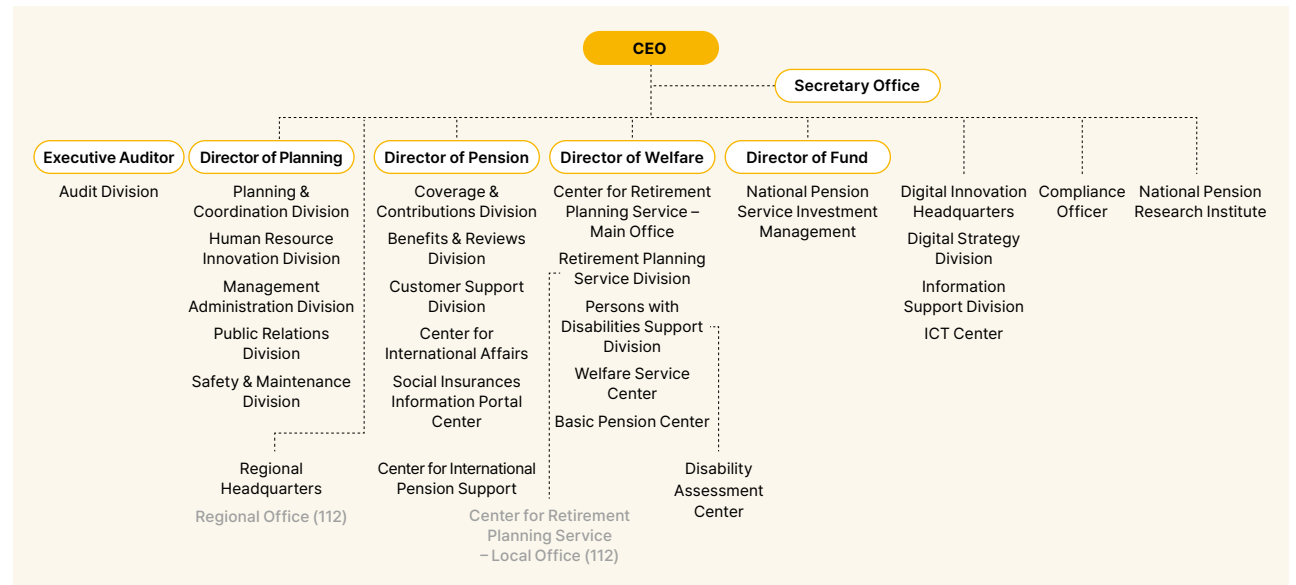 CEO
Secretary Office
Executive Auditor
Audit Division
Director of Planning
Planning &
Coordination Division
Human Resource
Innovation Division
Management
Administration Division
Public Relations
Division
Safety & Maintenance
Division
Regional
Headquarters
Regional Office (112)
Director of Pension
Coverage &
Contributions Division
Benefits & Reviews
Division
Customer Support
Division
Center for
International Affairs
Social Insurances
Information Portal
Center
Center for International
Pension Support
Director of Welfare
Center for Retirement
Planning Service –
Main Office
Retirement Planning
Service Division
Persons with
Disabilities Support
Division
Welfare Service
Center
Basic Pension Center
Center for Retirement
Planning Service
– Local Office (112)
Disability
Assessment
Center
Director of Fund
National Pension
Service Investment
Management
Digital Innovation
Headquarters
Digital Strategy
Division
Information
Support Division
ICT Center
Compliance
Officer
National Pension
Research Institute